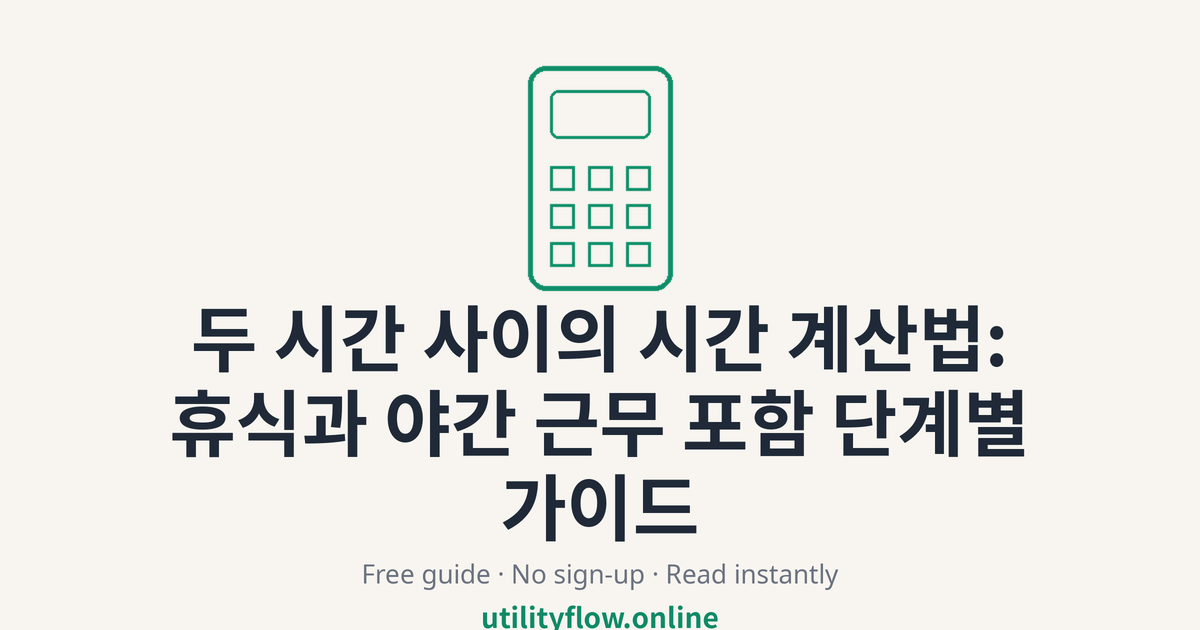 두 시간 사이의 시간 계산법:
휴식과 야간 근무 포함 단계별
가이드
Free guide · No sign-up · Read instantly
utilityflow.online